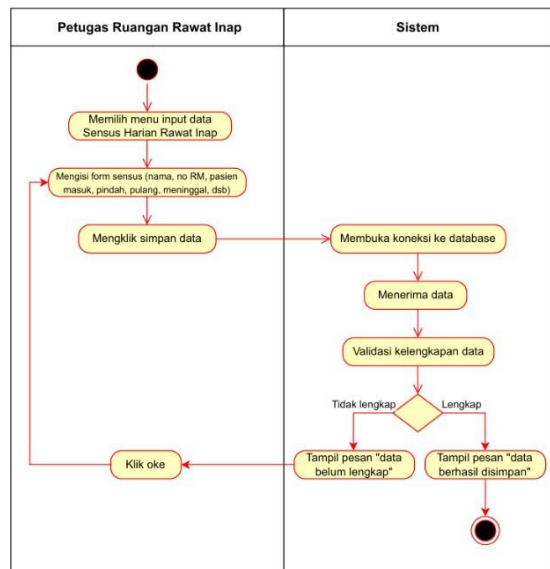 Petugas Ruangan Rawat Inap
Sistem
Memilih menu input data
Sensus Harian Rawat Inap
Mengisi form sensus (nama, no RM, pasien
masuk, pindah, pulang, meninggal, dsb)
Mengklik simpan data
Membuka koneksi ke database
Menerima data
Validasi kelengkapan data
Tidak lengkap
Lengkap
Klik oke
Tampil pesan "data
belum lengkap"
Tampil pesan "data
berhasil disimpan"